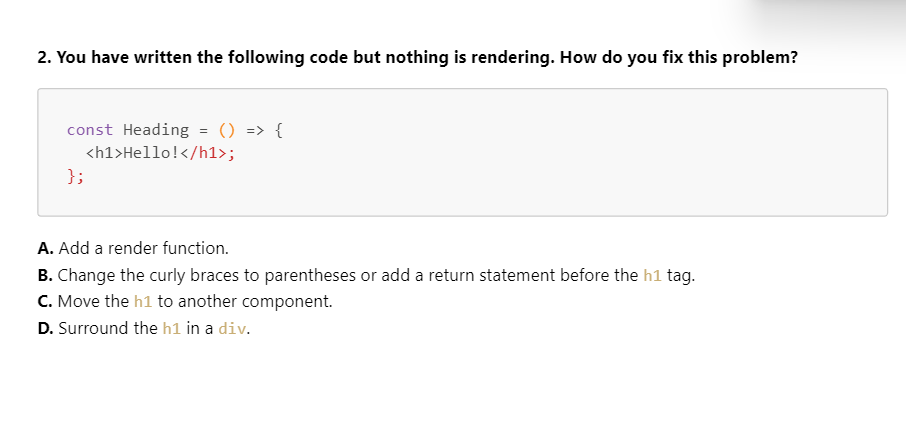 2. You have written the following code but nothing is rendering. How do you fix this problem?
const Heading = () => {
<h1>Hello!</h1>;
};
A. Add a render function.
B. Change the curly braces to parentheses or add a return statement before the h1 tag.
C. Move the h1 to another component.
D. Surround the h1 in a div.